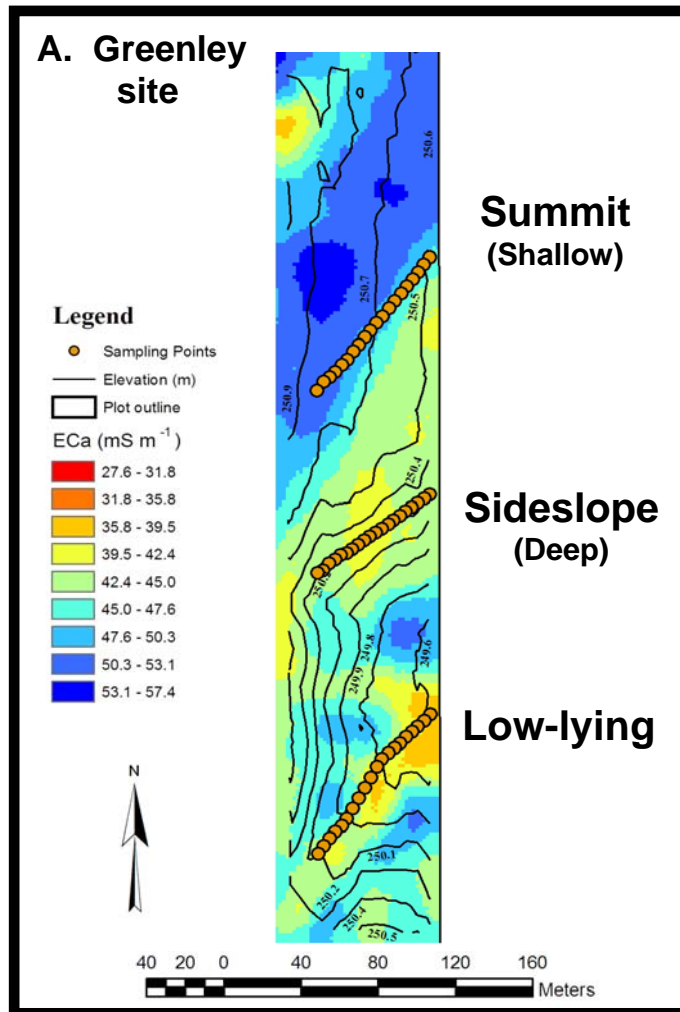 A. Greenley
site
250.6
Summit
(Shallow)
250.7
250.5
250.9
Legend
Sampling Points
Elevation (m)
Plot outline
ECa (mS m -1)
27.6 - 31.8
31.8 - 35.8
35.8 - 39.5
39.5 - 42.4
42.4 - 45.0
45.0 - 47.6
47.6 - 50.3
50.3 - 53.1
53.1 - 57.4
250.4
Sideslope
(Deep)
249.8
249.6
249.9
Low-lying
N
250.1
250.2
250.4
250.5
40 20 0 40 80 120 160
Meters